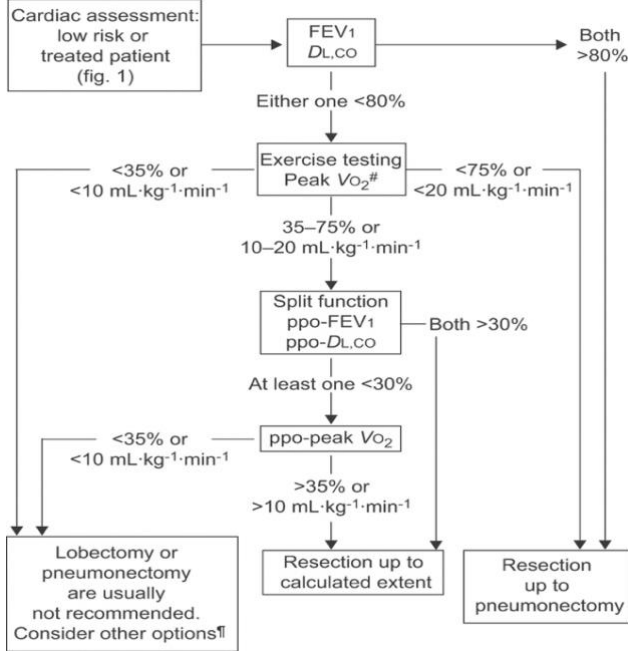 Cardiac assessment:
low risk or
treated patient
(fig. 1)
FEV1
DL,CO
Both
>80%
Either one <80%
Exercise testing
Peak VO2#
<35% or
<10 mL·kg-1·min-1
<75% or
<20 mL·kg-1·min-1
35–75% or
10–20 mL·kg-1·min-1
Split function
ppo-FEV1
ppo-DL,CO
Both >30%
At least one <30%
ppo-peak VO2
<35% or
<10 mL·kg-1·min-1
>35% or
>10 mL·kg-1·min-1
Lobectomy or
pneumonectomy
are usually
not recommended.
Consider other options¶
Resection up to
calculated extent
Resection
up to
pneumonectomy